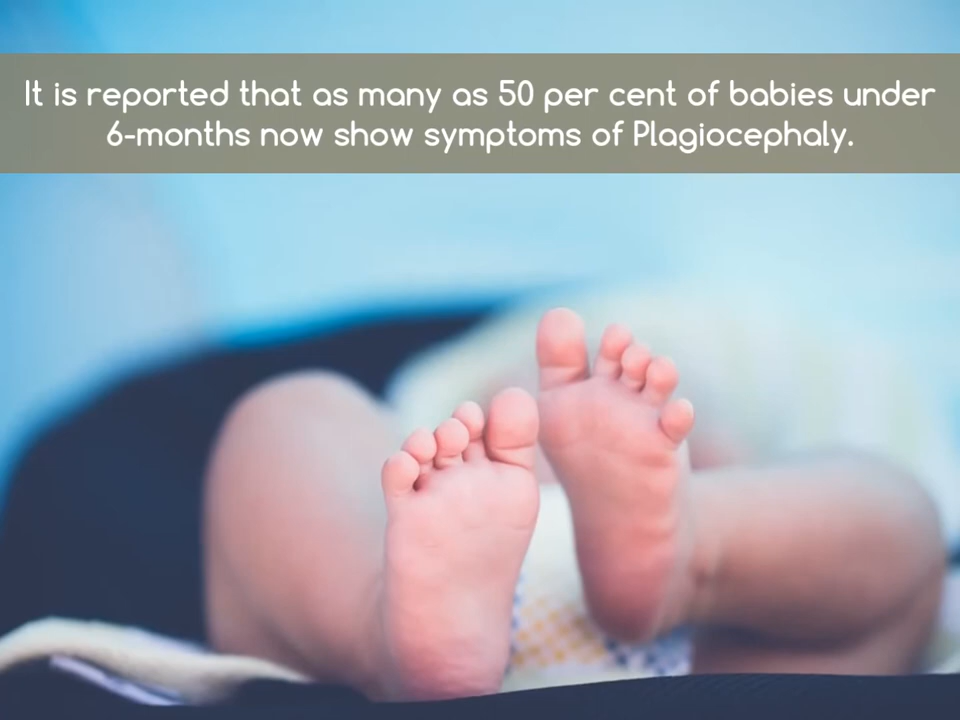 It is reported that as many as 50 per cent of babies under
6-months now show symptoms of Plagiocephaly.